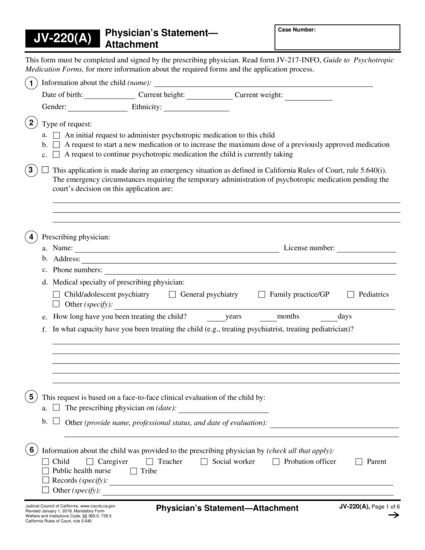 JV-220(A)
Physician's Statement—
Attachment
Case Number:
This form must be completed and signed by the prescribing physician. Read form JV-217-INFO, Guide to Psychotropic
Medication Forms, for more information about the required forms and the application process.
1 Information about the child (name):
Date of birth: Current height: Current weight:
Gender: Ethnicity:
2 Type of request:
a. An initial request to administer psychotropic medication to this child
b. A request to start a new medication or to increase the maximum dose of a previously approved medication
c. A request to continue psychotropic medication the child is currently taking
3 This application is made during an emergency situation as defined in California Rules of Court, rule 5.640(i).
The emergency circumstances requiring the temporary administration of psychotropic medication pending the
court's decision on this application are:
4 Prescribing physician:
a. Name: License number:
b. Address:
c. Phone numbers:
d. Medical specialty of prescribing physician:
Child/adolescent psychiatry General psychiatry Family practice/GP Pediatrics
Other (specify):
e. How long have you been treating the child? years months days
f. In what capacity have you been treating the child (e.g., treating psychiatrist, treating pediatrician)?
5 This request is based on a face-to-face clinical evaluation of the child by:
a. The prescribing physician on (date):
b. Other (provide name, professional status, and date of evaluation):
6 Information about the child was provided to the prescribing physician by (check all that apply):
Child Caregiver Teacher Social worker Probation officer Parent
Public health nurse Tribe
Records (specify):
Other (specify):
Judicial Council of California, www.courts.ca.gov
Revised January 1, 2018, Mandatory Form
Welfare and Institutions Code, §§ 369.5, 739.5
California Rules of Court, rule 5.640
Physician's Statement—Attachment
JV-220(A), Page 1 of 6